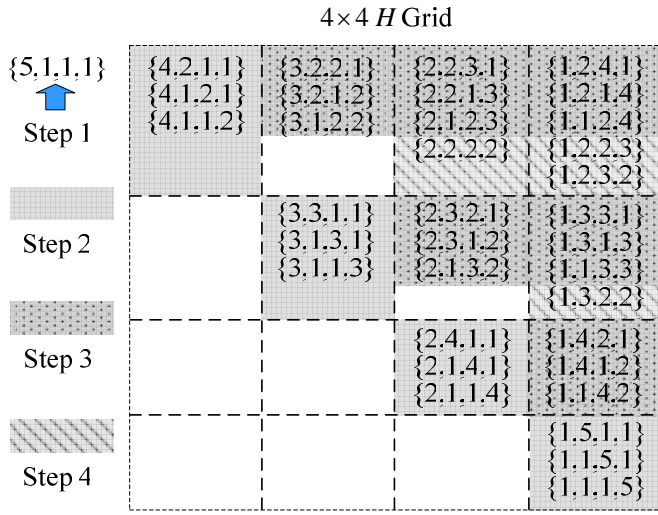 4×4 H Grid
{5,1,1,1}
Step 1
{4,2,1,1} {3,2,2,1} {2,2,3,1} {1,2,4,1}
{4,1,2,1} {3,2,1,2} {2,2,1,3} {1,2,1,4}
{4,1,1,2} {3,1,2,2} {2,1,2,3} {1,1,2,4}
{2,2,2,2} {1,2,2,3}
{1,2,3,2}
Step 2
{3,3,1,1} {2,3,2,1} {1,3,3,1}
{3,1,3,1} {2,3,1,2} {1,3,1,3}
{3,1,1,3} {2,1,3,2} {1,1,3,3}
{1,3,2,2}
Step 3
{2,4,1,1} {1,4,2,1}
{2,1,4,1} {1,4,1,2}
{2,1,1,4} {1,1,4,2}
Step 4
{1,5,1,1}
{1,1,5,1}
{1,1,1,5}